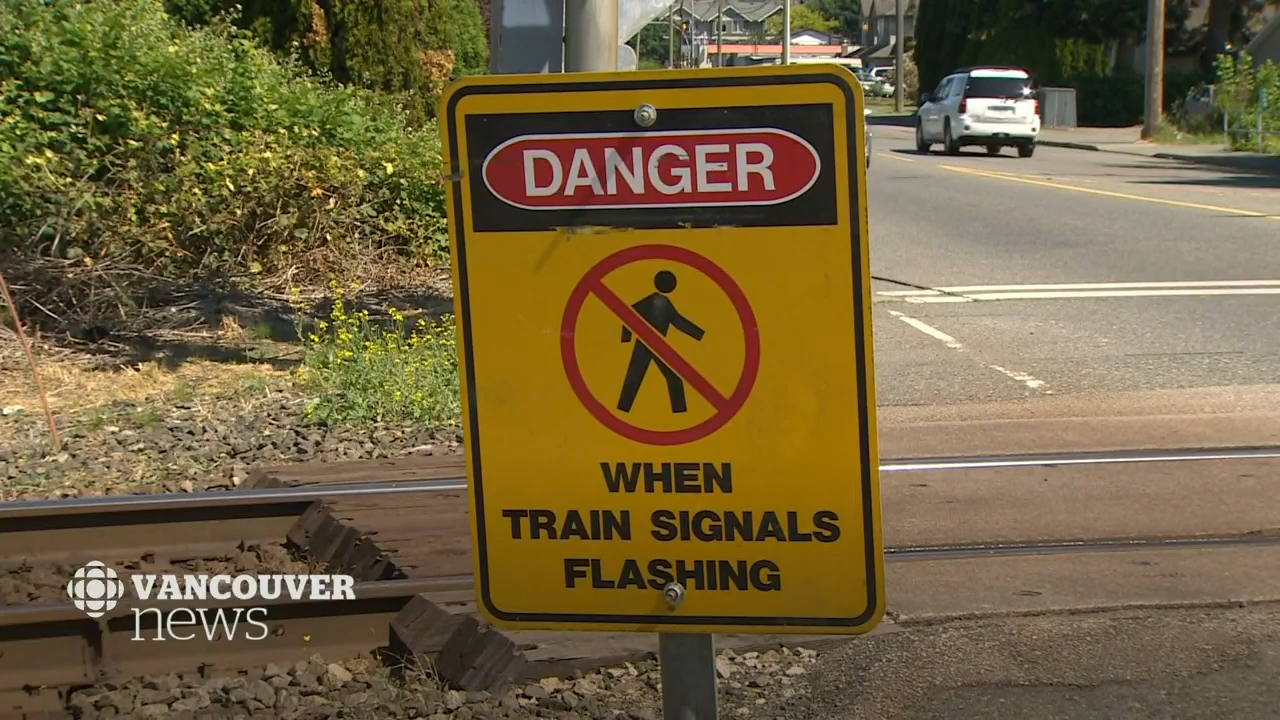 DANGER
WHEN
TRAIN SIGNALS
FLASHING
VANCOUVER
news